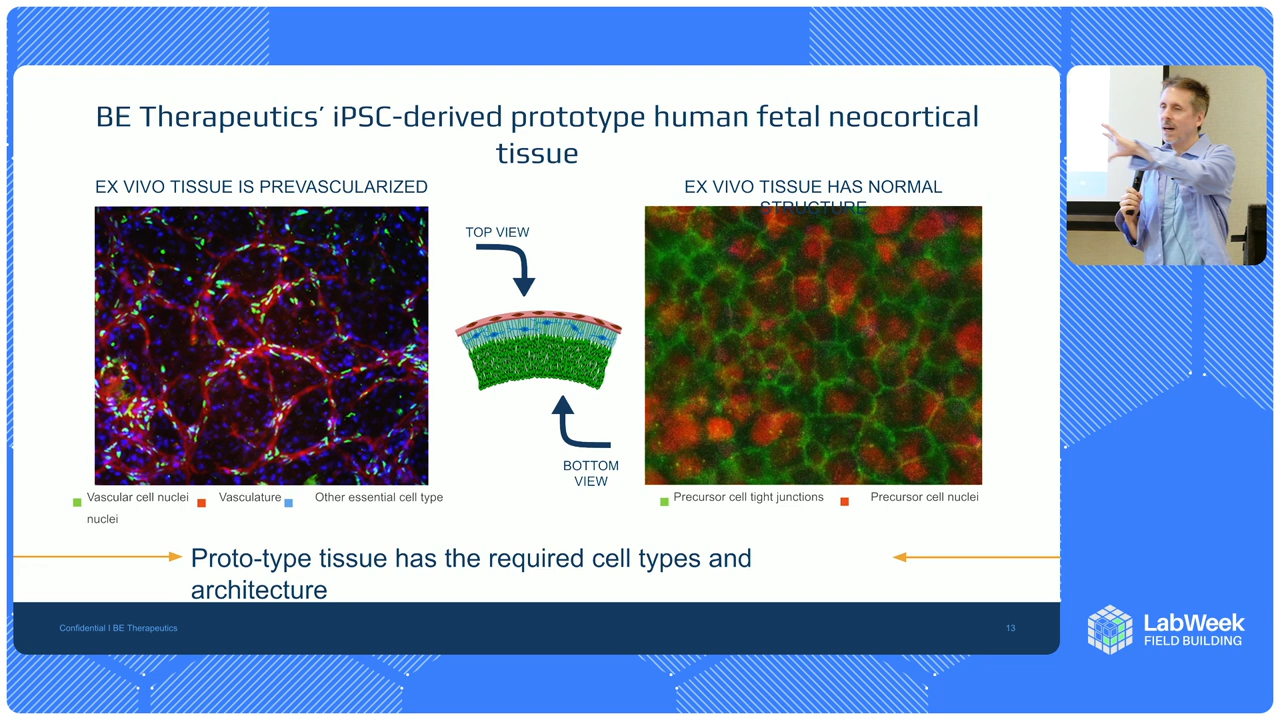 BE Therapeutics’ iPSC-derived prototype human fetal neocortical
tissue
EX VIVO TISSUE IS PREVASCULARIZED
EX VIVO TISSUE HAS NORMAL
STRUCTURE
TOP VIEW
BOTTOM
VIEW
Vascular cell nuclei
Vasculature
Other essential cell type
nuclei
Precursor cell tight junctions
Precursor cell nuclei
Proto-type tissue has the required cell types and
architecture
Confidential I BE Therapeutics
13
LabWeek
FIELD BUILDING